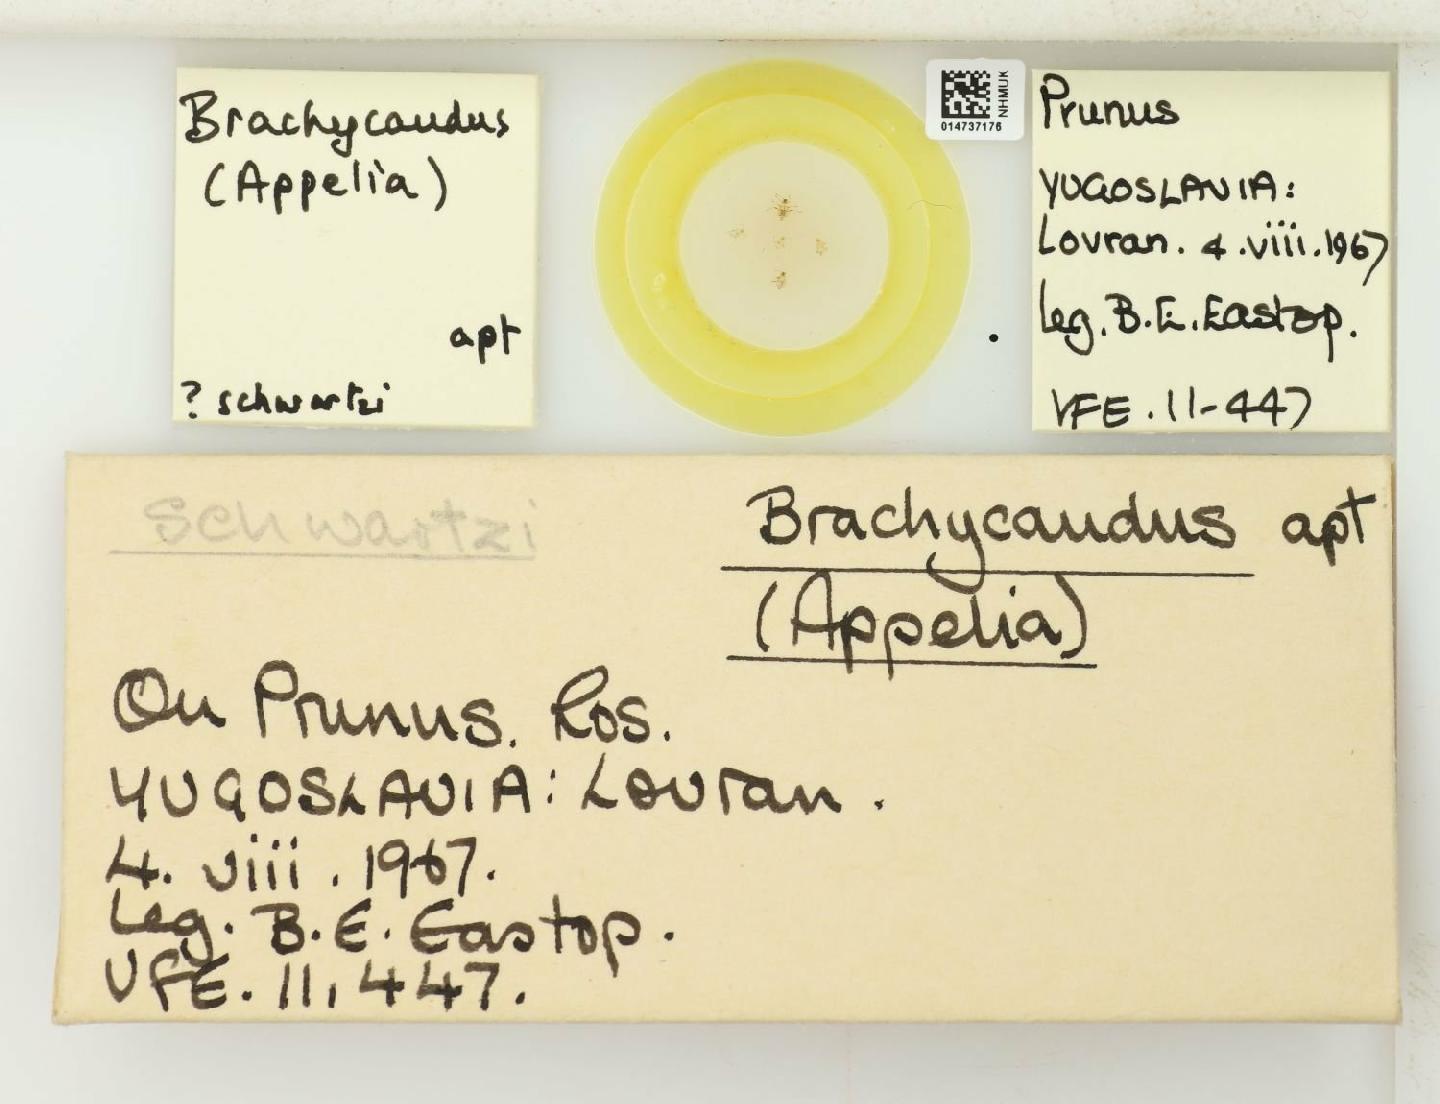 Brachycaudus
(Appelia)
apt
? schwartzi
NHMUK
014737176
Prunus
YUGOSLAVIA:
Lovran. 4.viii.1967
leg. B.E. Eastop.
VFE. 11-447
schwartzi
Brachycaudus apt
(Appelia)
On Prunus. Ros.
YUGOSLAVIA: Lovran.
4. viii. 1967.
Leg. B.E. Eastop.
VFE. 11,447.